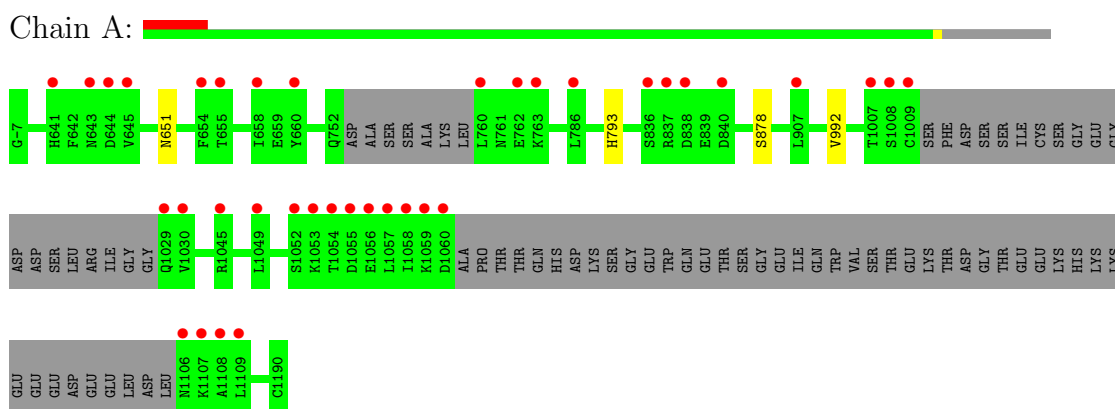 Chain A:
G-7 H641 F642 N643 D644 V645 N651 F654 T655 I658 E659 Y660 Q752 ASP ALA SER SER ALA LYS LEU L760 N761 E762 K763 L786 H793 S836 R837 D838 E839 D840 S878 L907 V992 T1007 S1008 C1009 SER PHE ASP SER SER ILE CYS SER GLY GLU GLY
ASP ASP SER LEU ARG ILE GLY GLY Q1029 V1030 R1045 L1049 S1052 K1053 T1054 D1055 E1056 L1057 I1058 K1059 D1060 ALA PRO THR THR GLN HIS ASP LYS SER GLY GLU TRP GLN GLU THR SER GLY GLU ILE GLN TRP VAL SER THR GLU LYS THR ASP GLY THR GLU GLU LYS HIS LYS LYS
GLU GLU GLU ASP GLU GLU LEU ASP LEU N1106 K1107 A1108 L1109 C1190